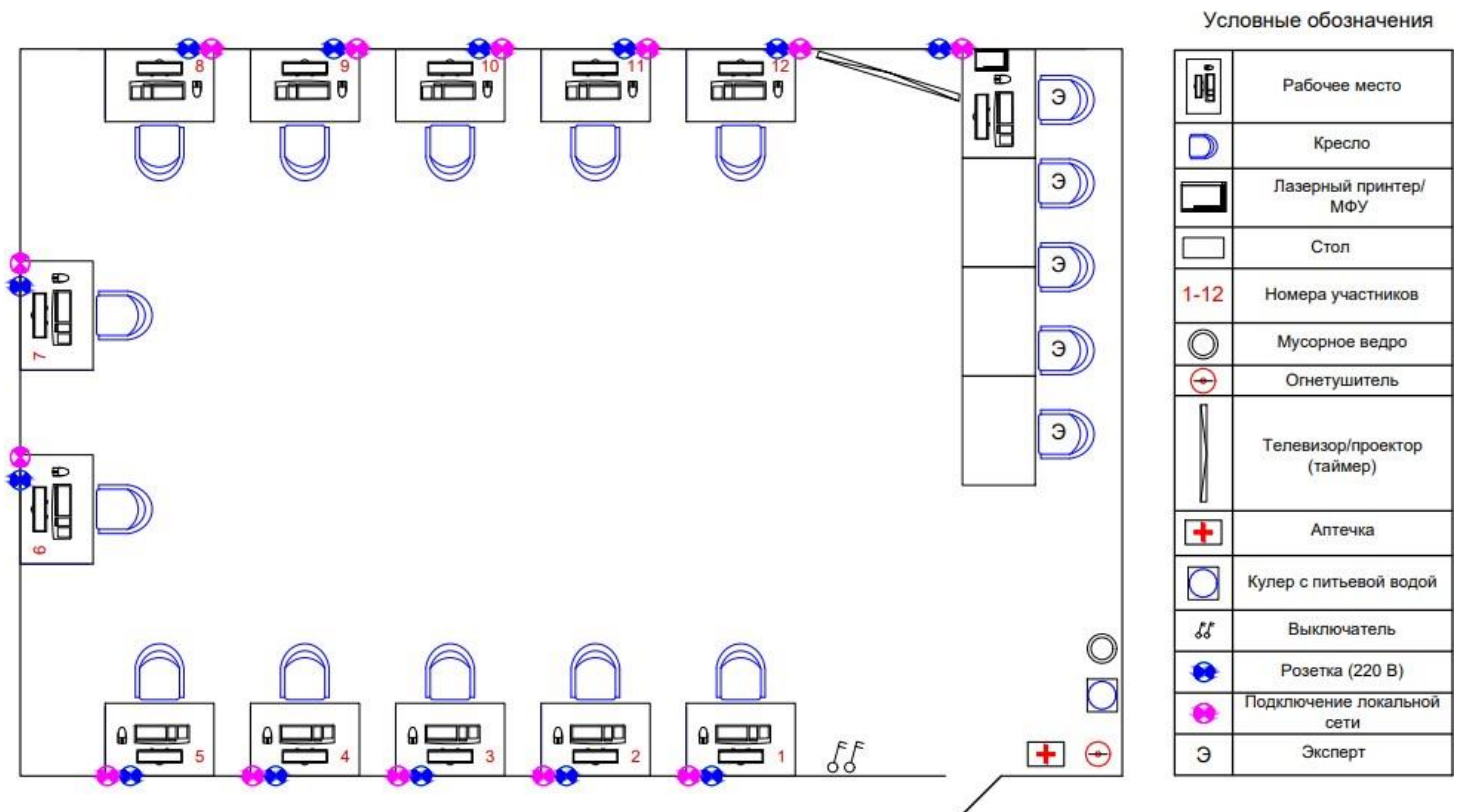 Условные обозначения
8
9
10
11
12
Э
Э
Э
Э
Э
7
6
5
4
3
2
1
Рабочее место
Кресло
Лазерный принтер/
МФУ
Стол
1-12 Номера участников
Мусорное ведро
Огнетушитель
Телевизор/проектор
(таймер)
Аптечка
Кулер с питьевой водой
Выключатель
Розетка (220 В)
Подключение локальной
сети
Э Эксперт